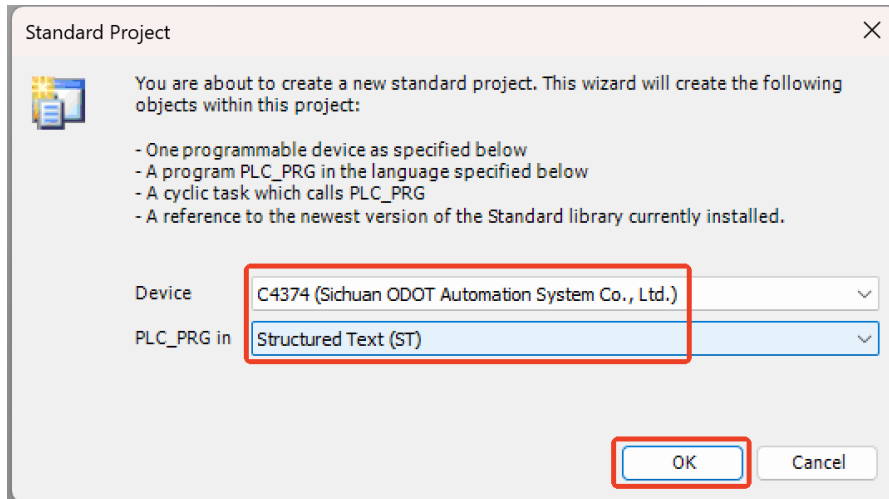 Standard Project
You are about to create a new standard project. This wizard will create the following
objects within this project:
- One programmable device as specified below
- A program PLC_PRG in the language specified below
- A cyclic task which calls PLC_PRG
- A reference to the newest version of the Standard library currently installed.
Device C4374 (Sichuan ODOT Automation System Co., Ltd.)
PLC_PRG in Structured Text (ST)
OK Cancel